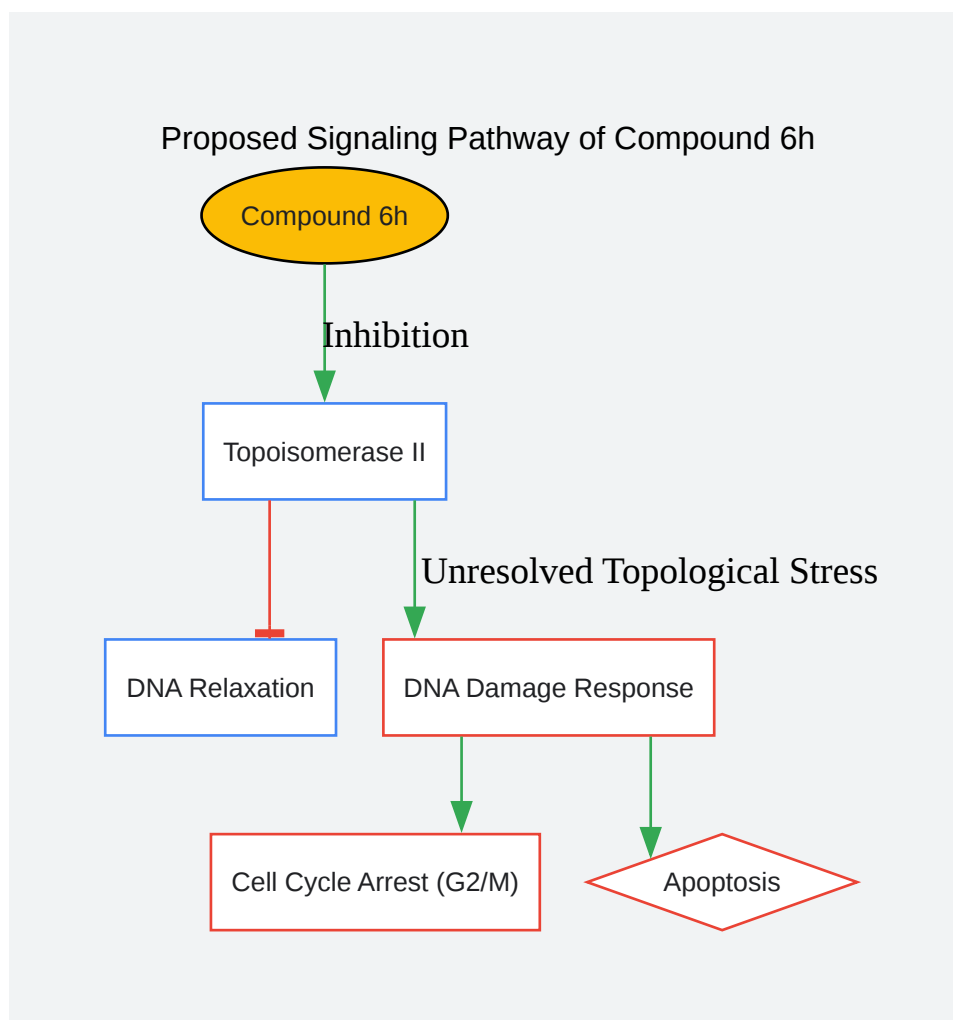 Proposed Signaling Pathway of Compound 6h
Compound 6h
Inhibition
Topoisomerase II
Unresolved Topological Stress
DNA Relaxation
DNA Damage Response
Cell Cycle Arrest (G2/M)
Apoptosis